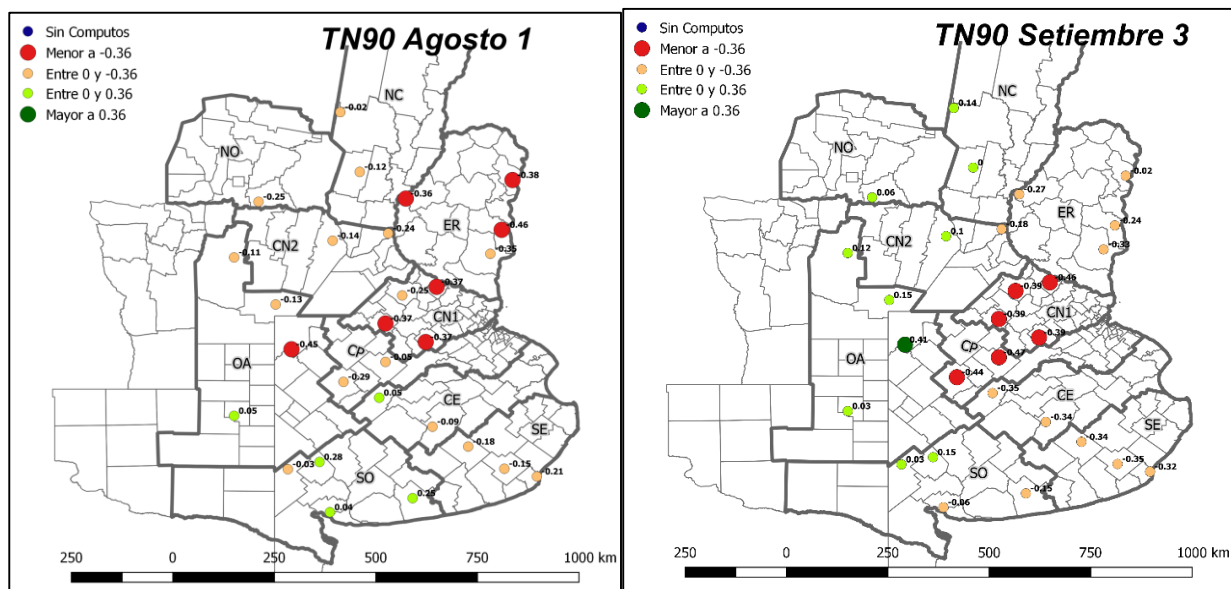 TN90 Agosto 1
Sin Computos
Menor a -0.36
Entre 0 y -0.36
Entre 0 y 0.36
Mayor a 0.36
-0.02
NC
NO
-0.12
-0.38
-0.25
-0.36
ER
-0.46
-0.24
-0.14
CN2
-0.35
-0.11
-0.37
-0.25
-0.13
CN1
-0.37
-0.37
-0.45
CP
-0.05
OA
-0.29
0.05
CE
0.05
-0.09
SE
-0.18
0.28
-0.03
-0.15
SO
-0.21
0.25
0.04
250
0
250
500
750
1000 km
TN90 Setiembre 3
Sin Computos
Menor a -0.36
Entre 0 y -0.36
Entre 0 y 0.36
Mayor a 0.36
NC
0.14
NO
0
-0.02
0.06
-0.27
ER
-0.24
-0.18
0.1
CN2
-0.33
0.12
-0.46
-0.39
0.15
CN1
-0.39
-0.39
0.41
CP
-0.47
OA
-0.44
-0.35
CE
0.03
-0.34
SE
-0.34
0.15
0.03
-0.35
SO
-0.32
-0.15
-0.06
250
0
250
500
750
1000 km